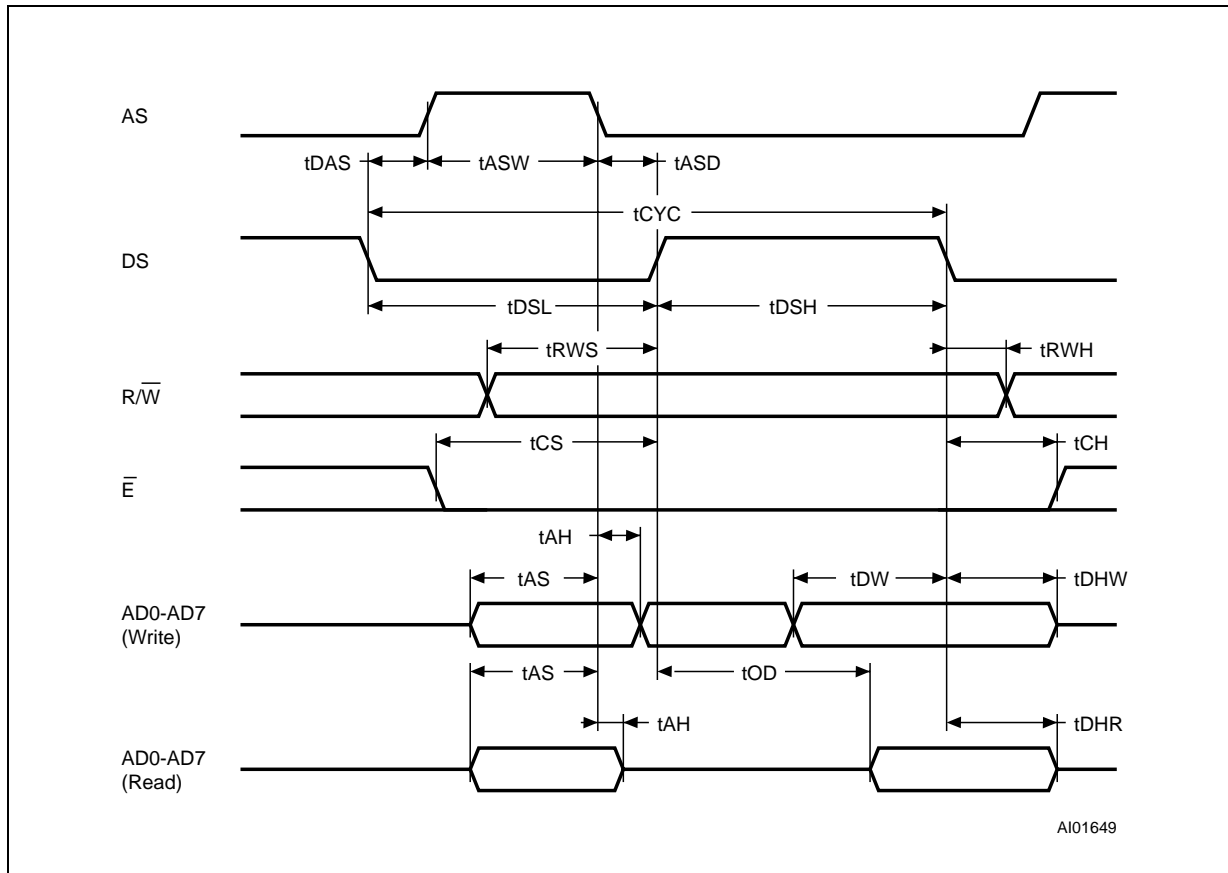 AS
tDAS
tASW
tASD
tCYC
DS
tDSL
tDSH
tRWS
tRWH
R/W̅
tCS
tCH
E̅
tAH
tAS
tDW
tDHW
AD0-AD7
(Write)
tAS
tOD
tAH
tDHR
AD0-AD7
(Read)
AI01649